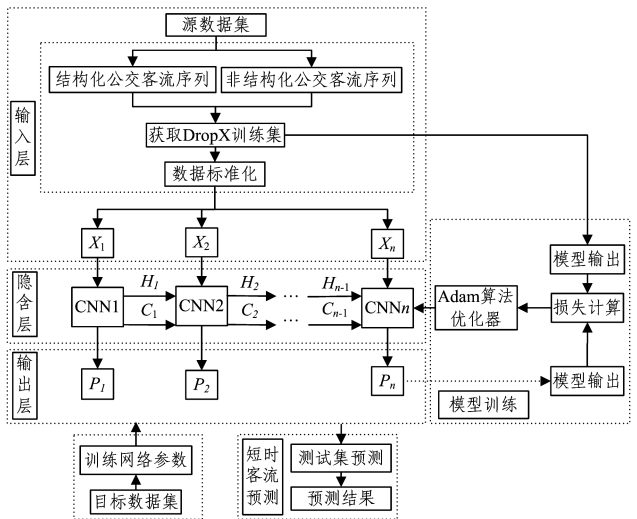 源数据集
结构化公交客流序列
非结构化公交客流序列
输入层
获取DropX训练集
数据标准化
X1
X2
Xn
模型输出
隐含层
CNN1
H1
C1
CNN2
H2
C2
...
...
Hn-1
Cn-1
CNNn
Adam算法
优化器
损失计算
输出层
P1
P2
Pn
模型输出
模型训练
训练网络参数
目标数据集
短时
客流
预测
测试集预测
预测结果